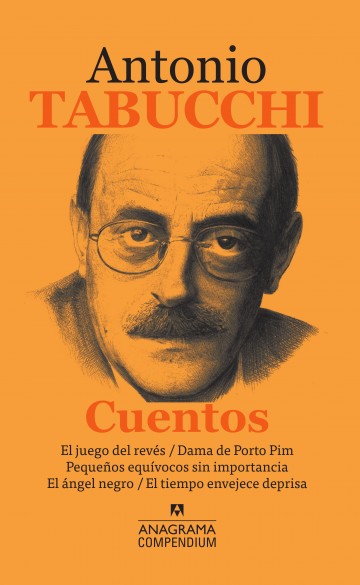 Antonio
TABUCCHI
Cuentos
El juego del revés / Dama de Porto Pim
Pequeños equívocos sin importancia
El ángel negro / El tiempo envejece deprisa
ANAGRAMA
COMPENDIUM